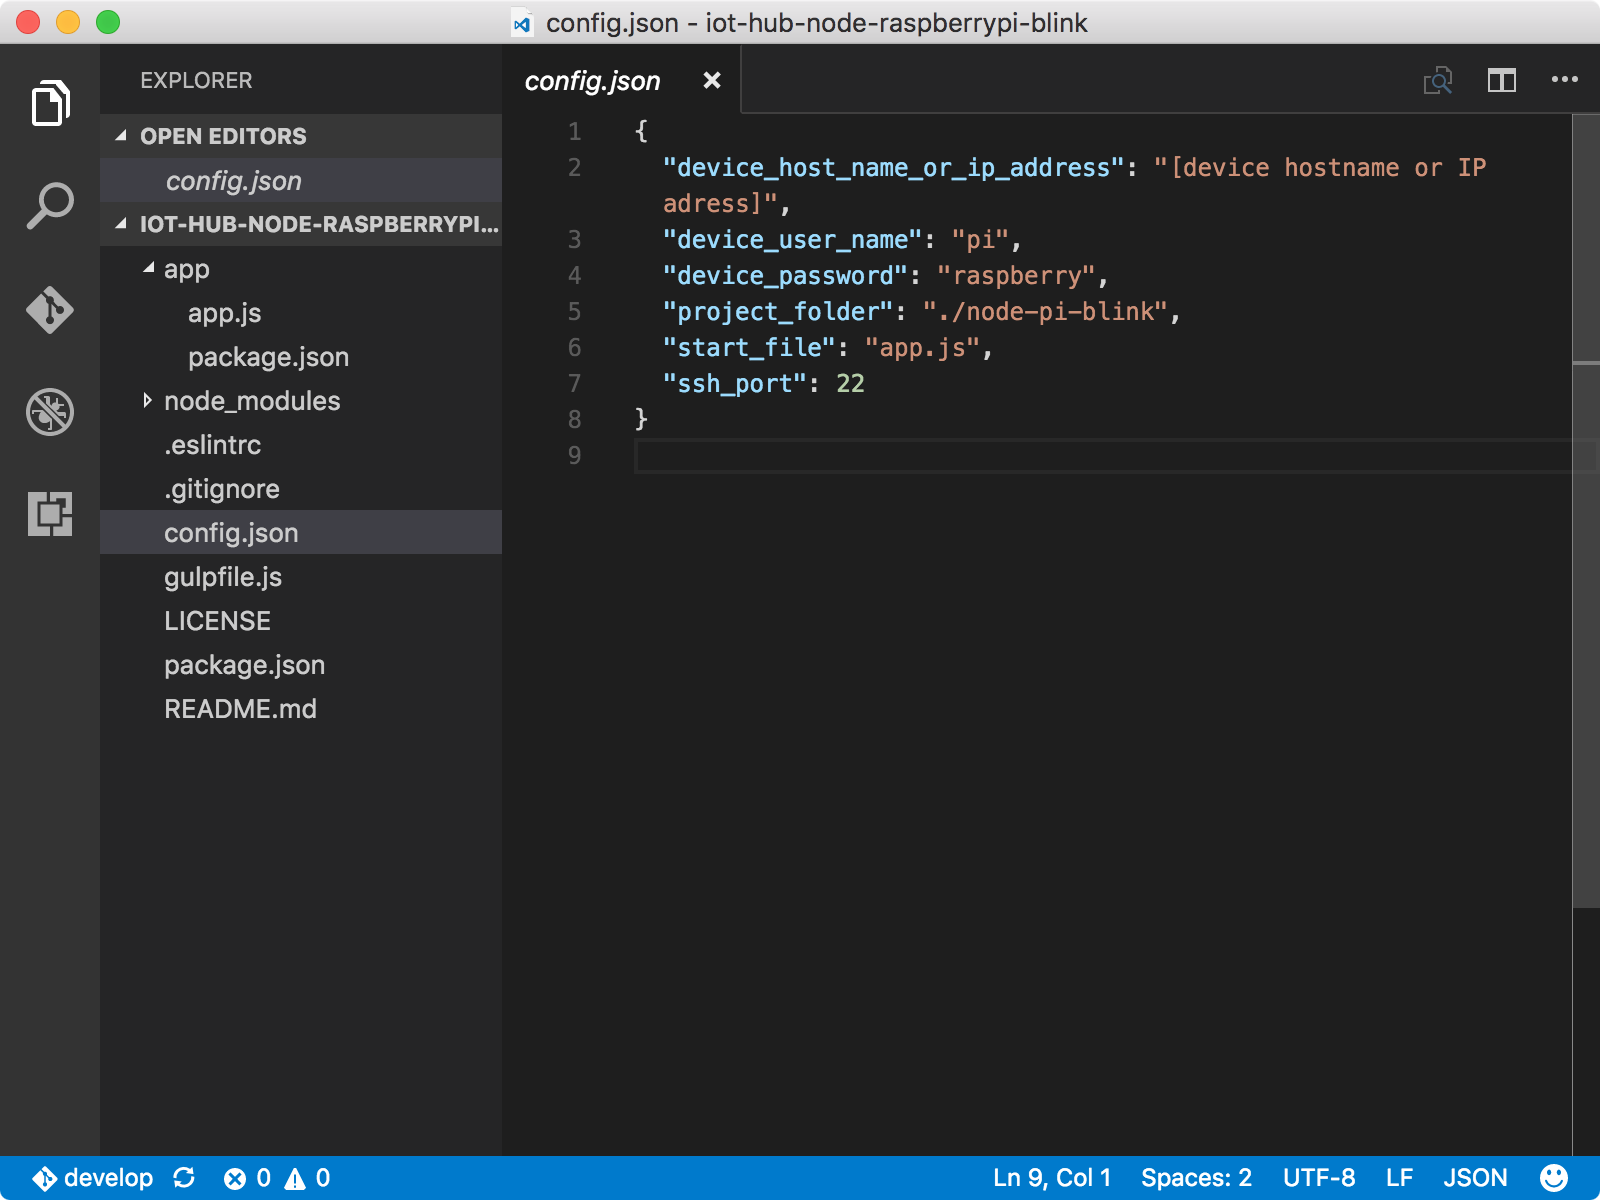 config.json - iot-hub-node-raspberrypi-blink
EXPLORER
OPEN EDITORS
config.json
IOT-HUB-NODE-RASPBERRYPI...
app
app.js
package.json
node_modules
.eslintrc
.gitignore
config.json
gulpfile.js
LICENSE
package.json
README.md
config.json
1 {
2 "device_host_name_or_ip_address": "[device hostname or IP
adress]",
3 "device_user_name": "pi",
4 "device_password": "raspberry",
5 "project_folder": "./node-pi-blink",
6 "start_file": "app.js",
7 "ssh_port": 22
8 }
9
develop 0 0 Ln 9, Col 1 Spaces: 2 UTF-8 LF JSON